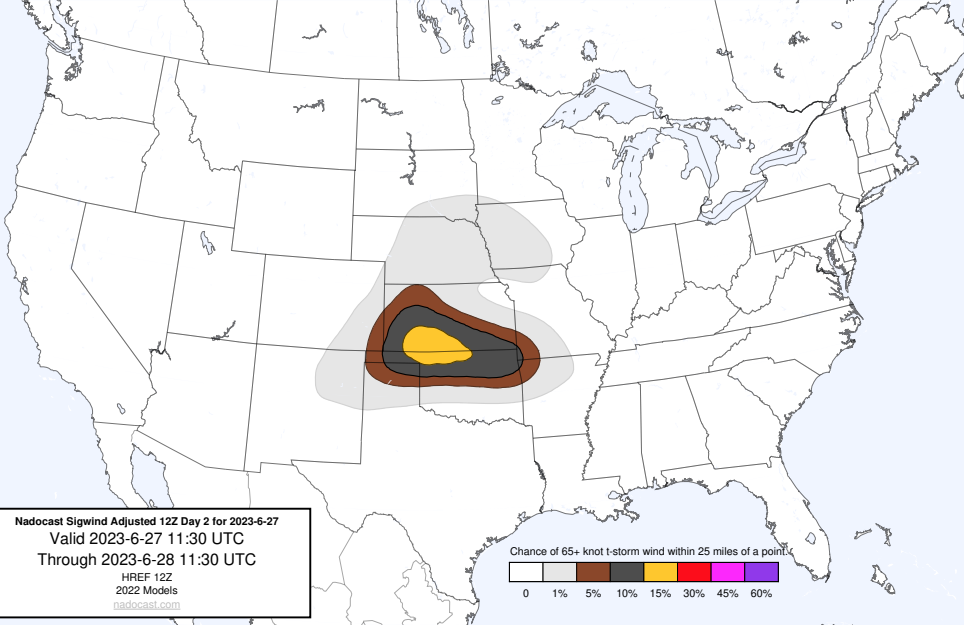 Nadocast Sigwind Adjusted 12Z Day 2 for 2023-6-27
Valid 2023-6-27 11:30 UTC
Through 2023-6-28 11:30 UTC
HREF 12Z
2022 Models
nadocast.com
Chance of 65+ knot t-storm wind within 25 miles of a point.
0 1% 5% 10% 15% 30% 45% 60%